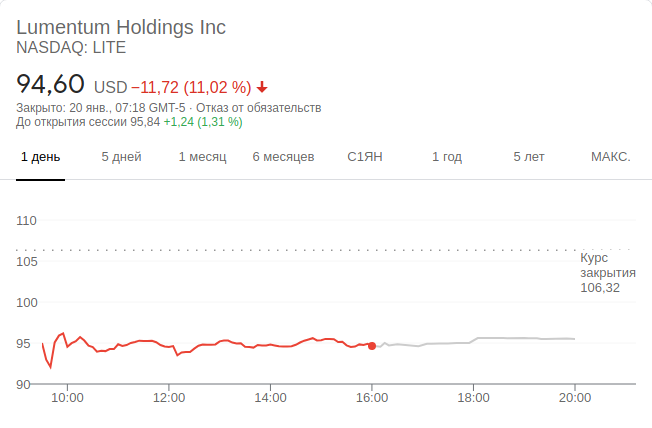 Lumentum Holdings Inc
NASDAQ: LITE
94,60 USD −11,72 (11,02 %)
Закрыто: 20 янв., 07:18 GMT-5 · Отказ от обязательств
До открытия сессии 95,84 +1,24 (1,31 %)
1 день 5 дней 1 месяц 6 месяцев С1ЯН 1 год 5 лет МАКС.
110
105
100
95
90
Курс
закрытия
106,32
10:00 12:00 14:00 16:00 18:00 20:00